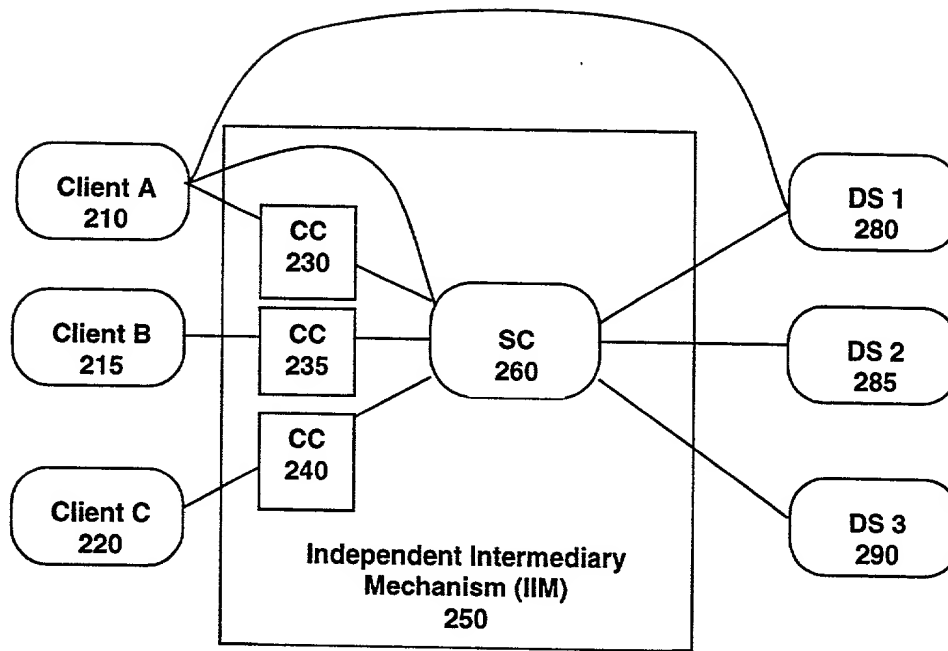 Client A
210
CC
230
DS 1
280
Client B
215
CC
235
SC
260
DS 2
285
CC
240
Client C
220
DS 3
290
Independent Intermediary
Mechanism (IIM)
250